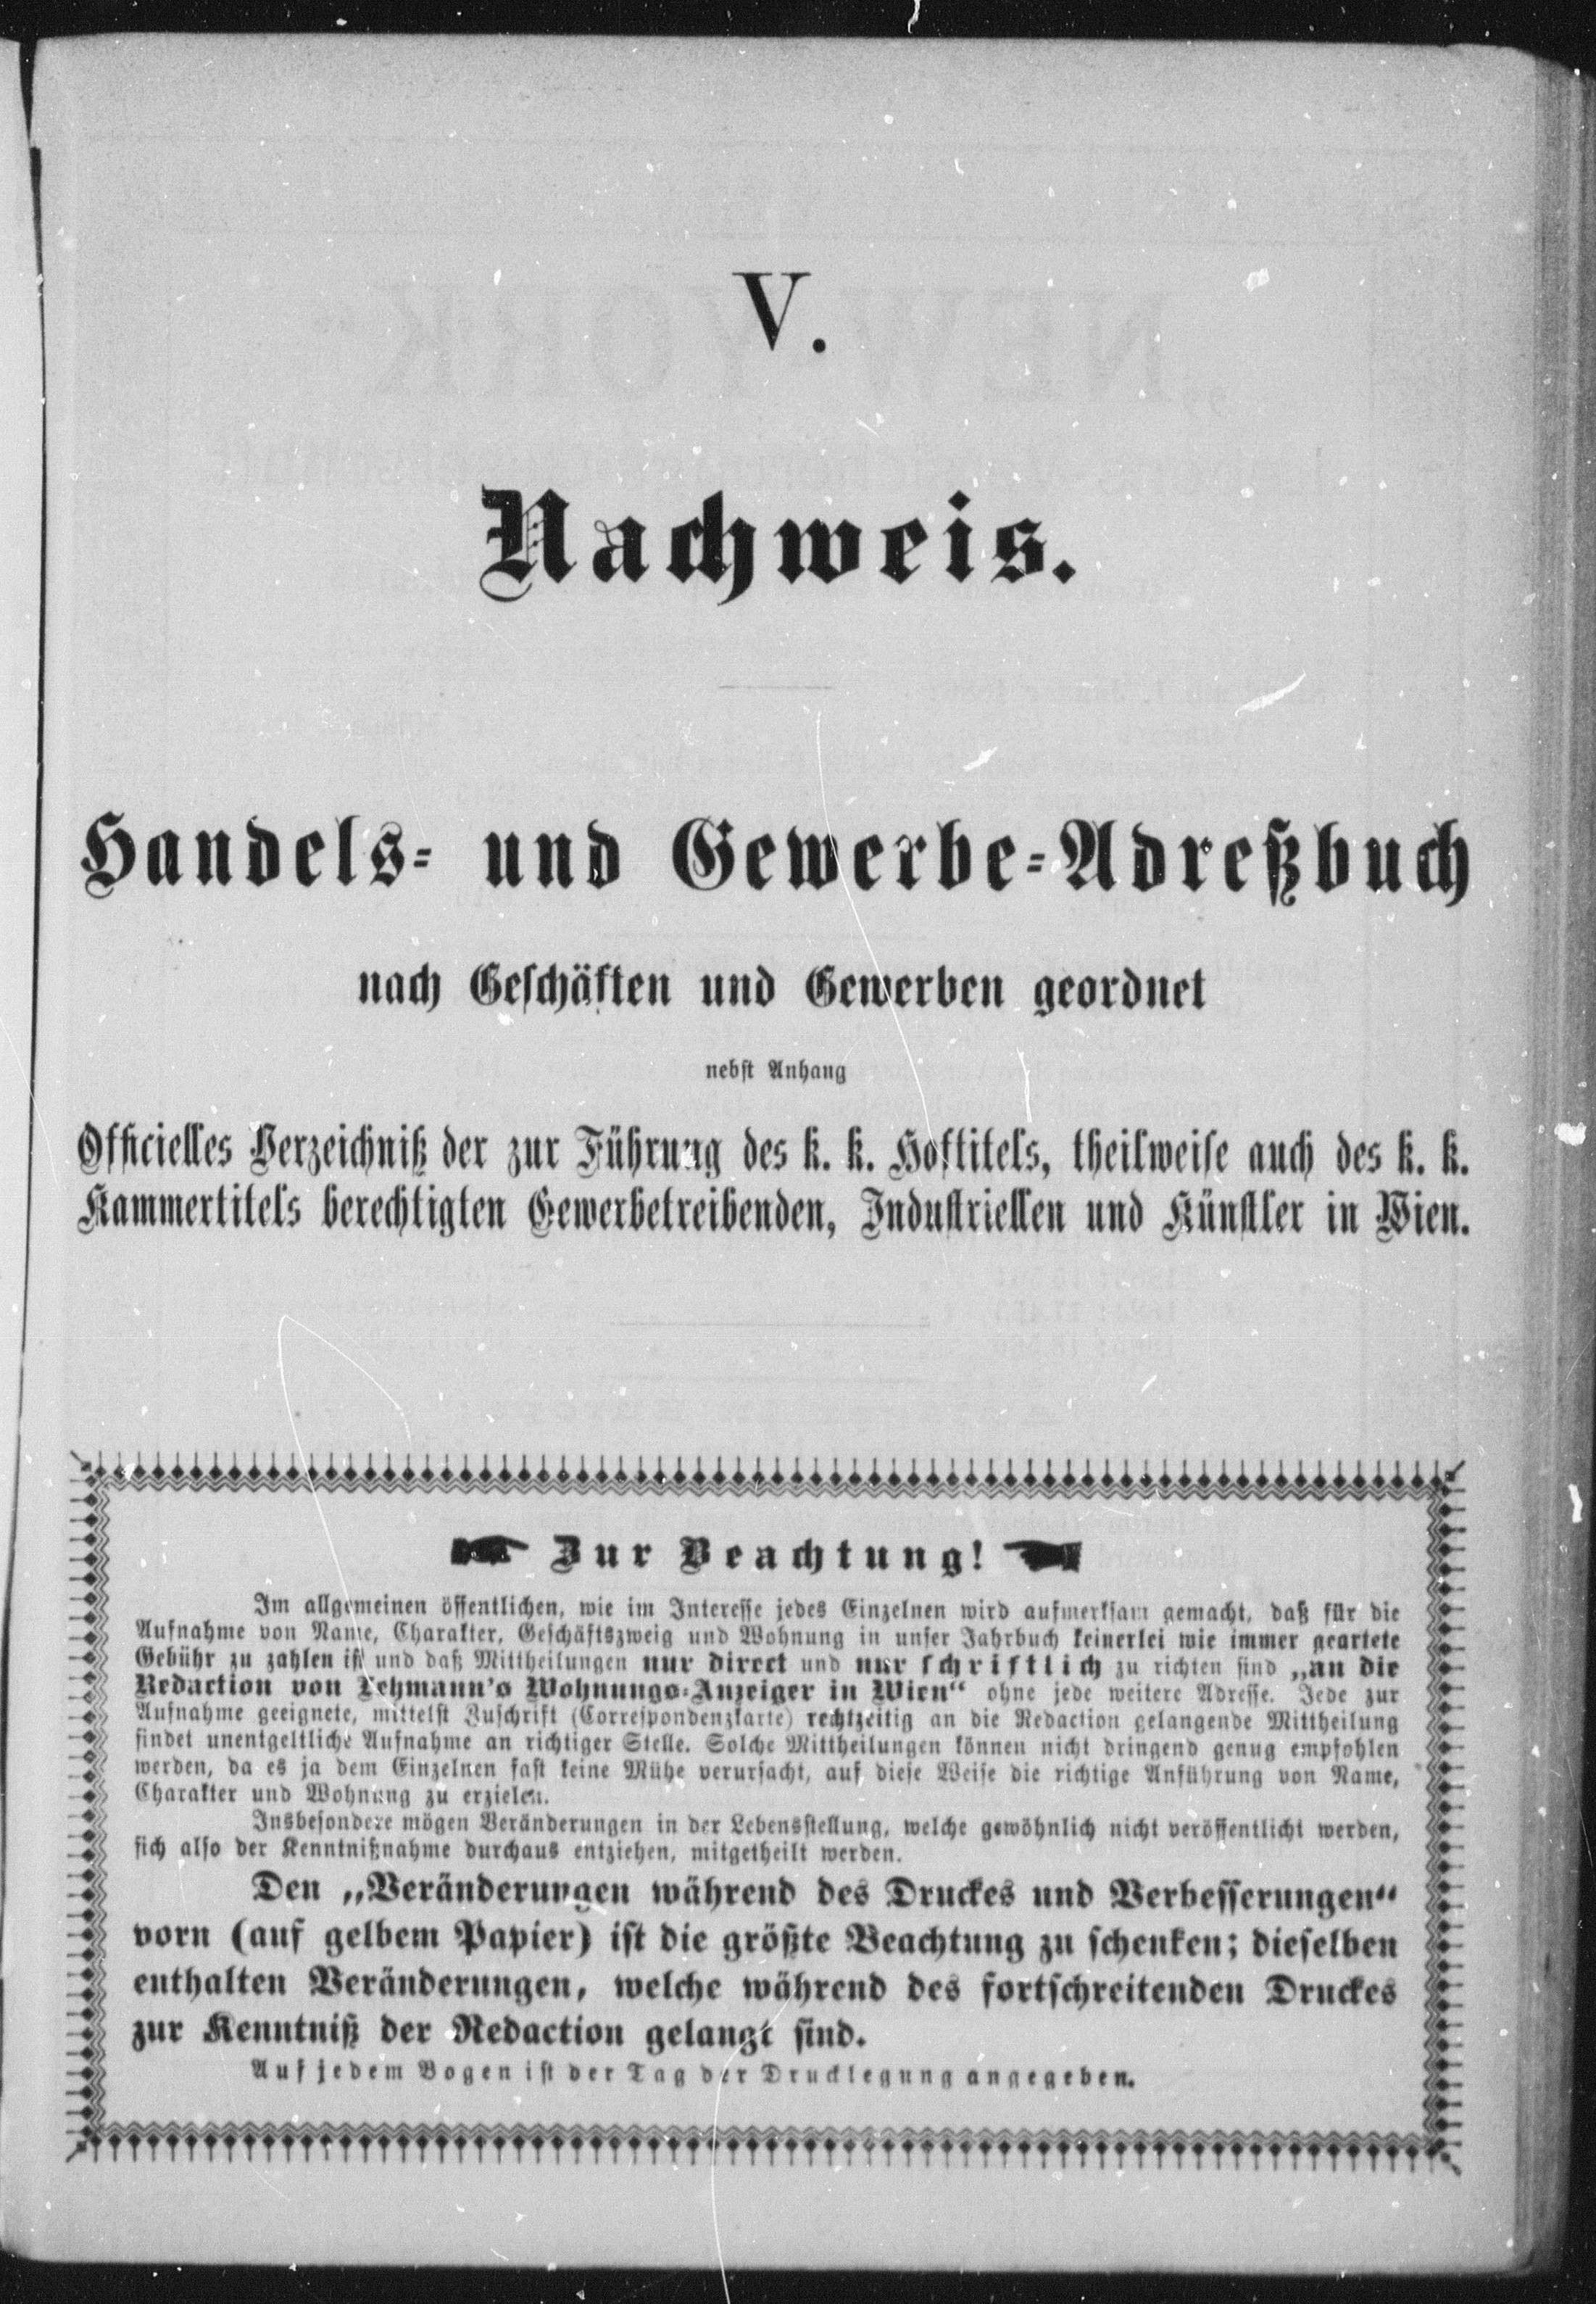 V.
Nachweis.
Handels- und Gewerbe-Adreßbuch
nach Geschäften und Gewerben geordnet
nebst Anhang
Officielles Verzeichniß der zur Führung des k. k. Hoftitels, theilweise auch des k. k.
Kammertitels berechtigten Gewerbetreibenden, Industriellen und Künstler in Wien.
Zur Beachtung!
Im allgemeinen öffentlichen, wie im Interesse jedes Einzelnen wird aufmerksam gemacht, daß für die
Aufnahme von Name, Charakter, Geschäftszweig und Wohnung in unser Jahrbuch keinerlei wie immer geartete
Gebühr zu zahlen ist und daß Mittheilungen nur direct und nur schriftlich zu richten sind „an die
Redaction von Lehmann's Wohnungs-Anzeiger in Wien“ ohne jede weitere Adresse. Jede zur
Aufnahme geeignete, mittelst Zuschrift (Correspondenzkarte) rechtzeitig an die Redaction gelangende Mittheilung
findet unentgeltliche Aufnahme an richtiger Stelle. Solche Mittheilungen können nicht dringend genug empfohlen
werden, da es ja dem Einzelnen fast keine Mühe verursacht, auf diese Weise die richtige Anführung von Name,
Charakter und Wohnung zu erzielen.
Insbesondere mögen Veränderungen in der Lebensstellung, welche gewöhnlich nicht veröffentlicht werden,
sich also der Kenntnißnahme durchaus entziehen, mitgetheilt werden.
Den „Veränderungen während des Druckes und Verbesserungen“
vorn (auf gelbem Papier) ist die größte Beachtung zu schenken; dieselben
enthalten Veränderungen, welche während des fortschreitenden Druckes
zur Kenntniß der Redaction gelangt sind.
Auf jedem Bogen ist der Tag der Drucklegung angegeben.